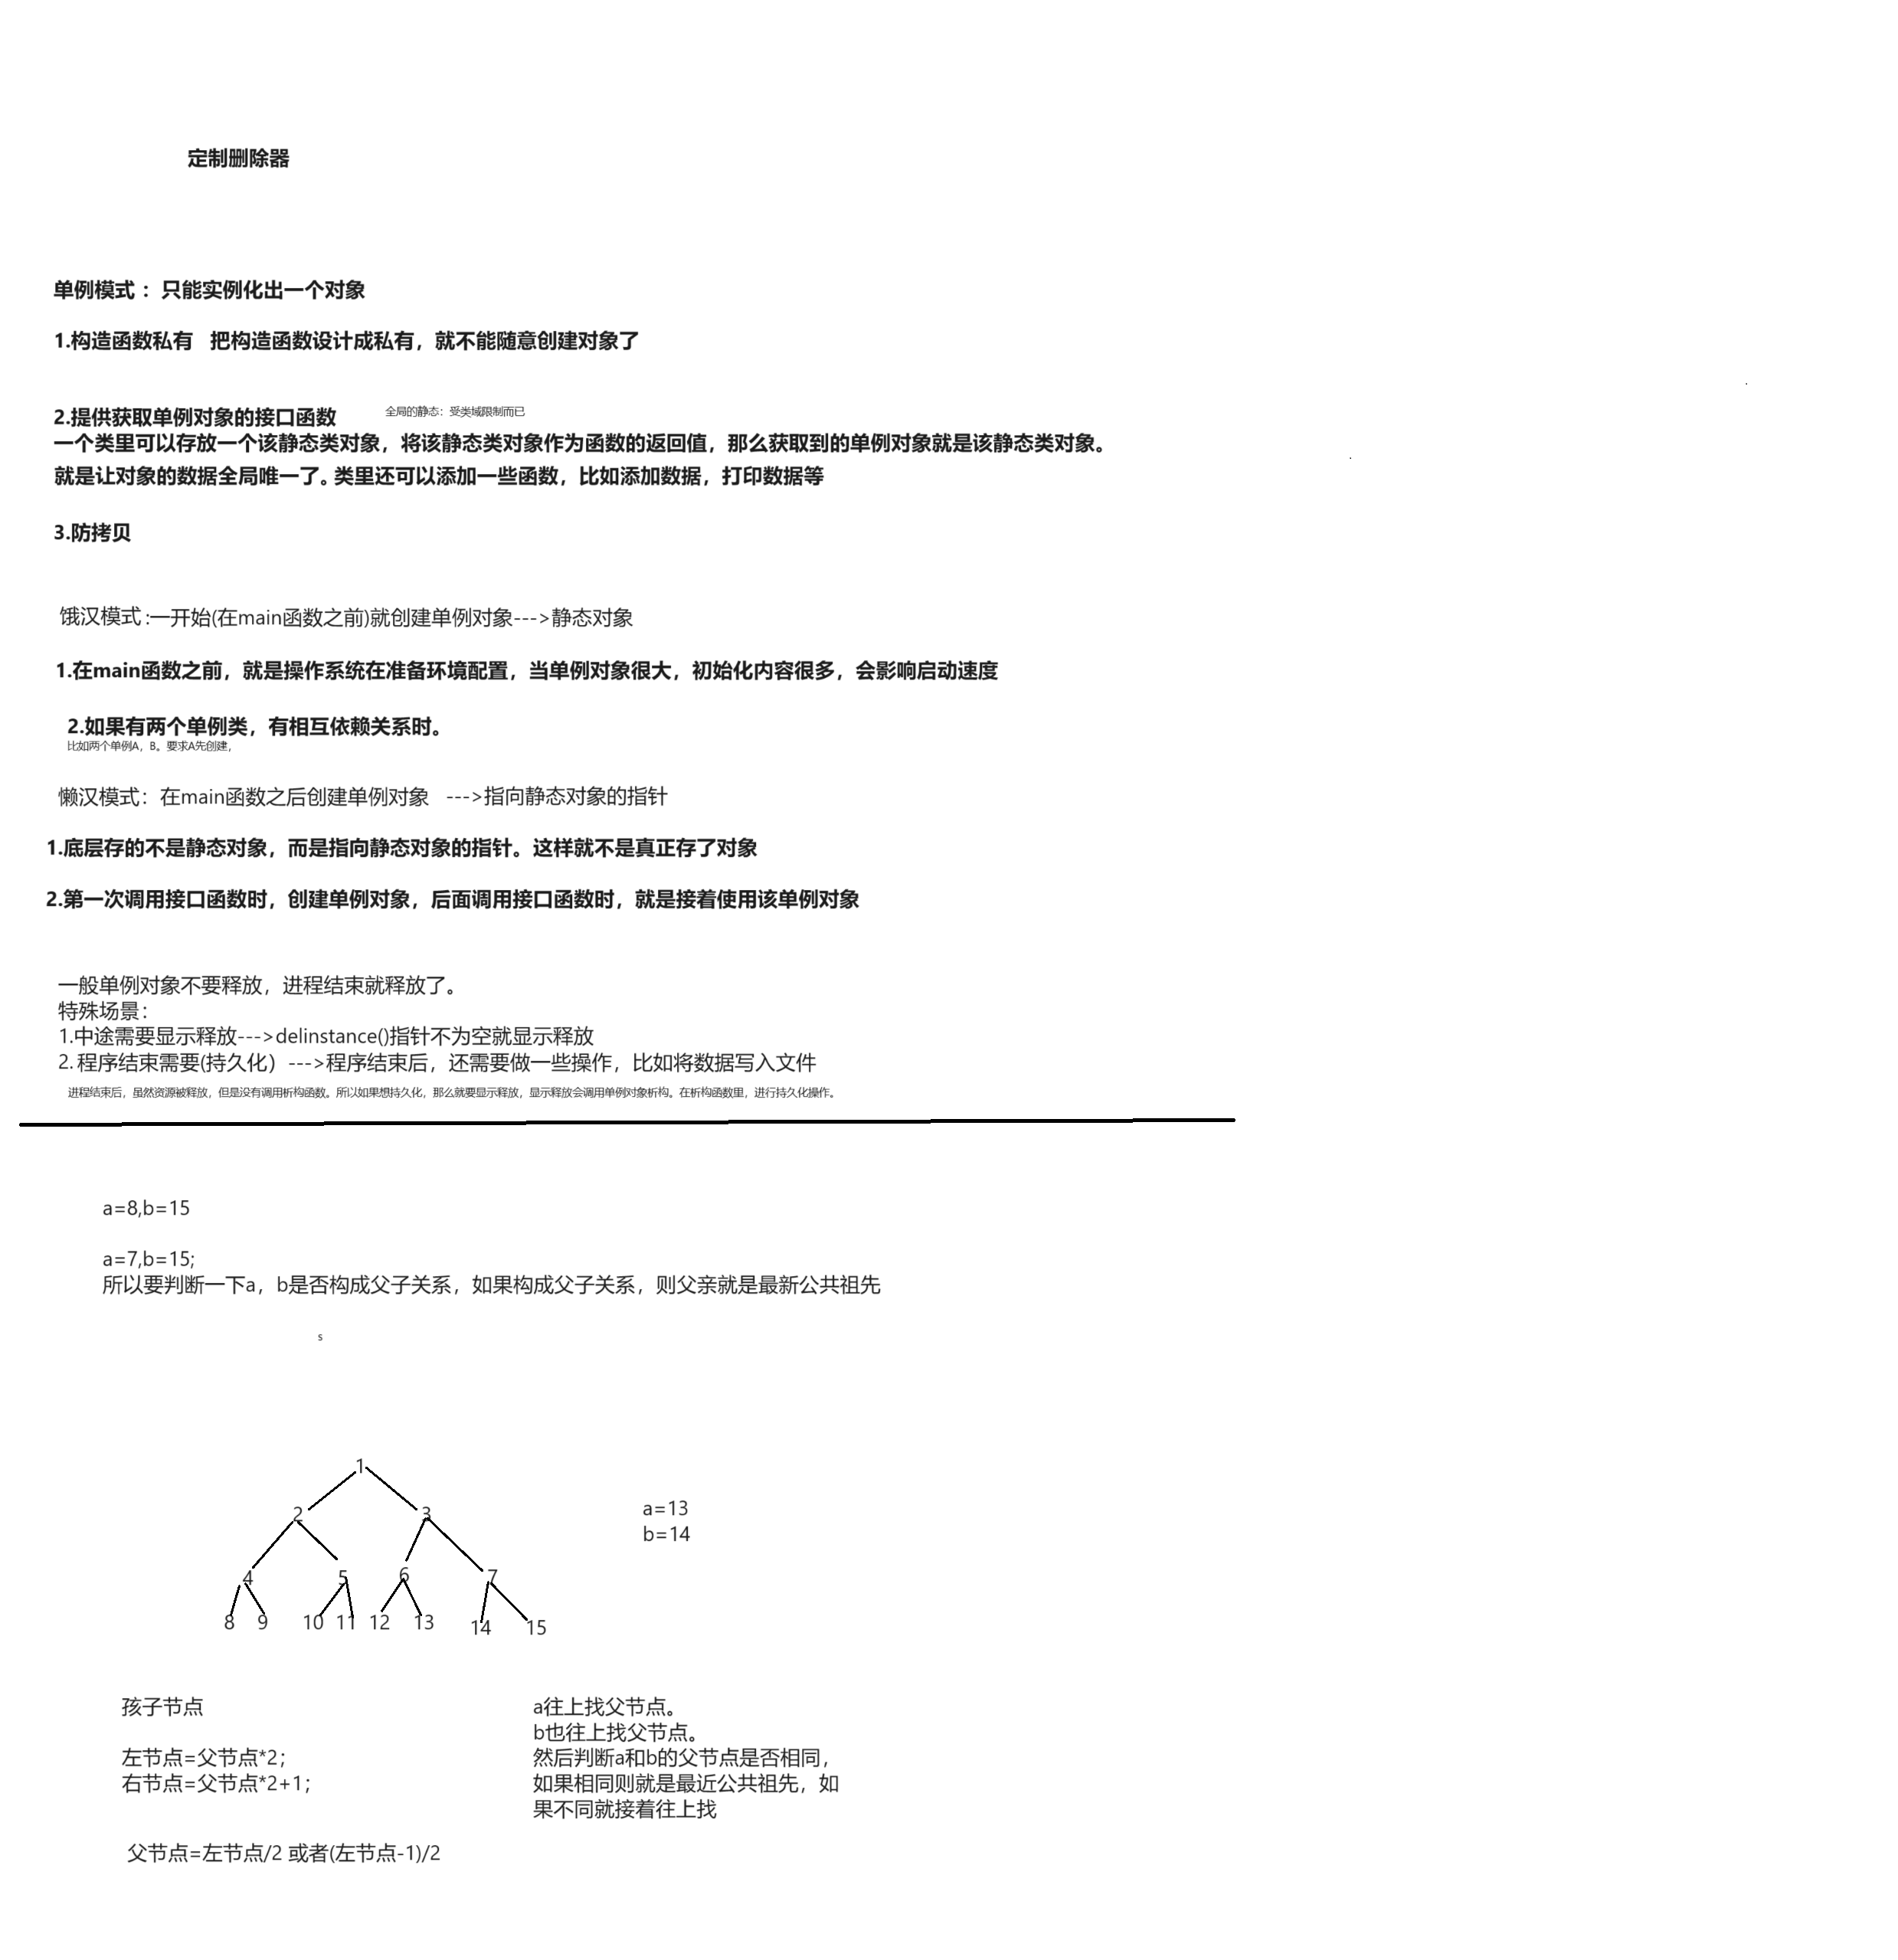 定制删除器
单例模式 ：只能实例化出一个对象
1.构造函数私有   把构造函数设计成私有，就不能随意创建对象了
2.提供获取单例对象的接口函数
全局的静态：受类域限制而已
一个类里可以存放一个该静态类对象，将该静态类对象作为函数的返回值，那么获取到的单例对象就是该静态类对象。
就是让对象的数据全局唯一了。类里还可以添加一些函数，比如添加数据，打印数据等
3.防拷贝
饿汉模式 :一开始(在main函数之前)就创建单例对象--->静态对象
1.在main函数之前，就是操作系统在准备环境配置，当单例对象很大，初始化内容很多，会影响启动速度
2.如果有两个单例类，有相互依赖关系时。
比如两个单例A，B。要求A先创建，
懒汉模式：在main函数之后创建单例对象   --->指向静态对象的指针
1.底层存的不是静态对象，而是指向静态对象的指针。这样就不是真正存了对象
2.第一次调用接口函数时，创建单例对象，后面调用接口函数时，就是接着使用该单例对象
一般单例对象不要释放，进程结束就释放了。
特殊场景：
1.中途需要显示释放--->delinstance()指针不为空就显示释放
2. 程序结束需要(持久化）--->程序结束后，还需要做一些操作，比如将数据写入文件
进程结束后，虽然资源被释放，但是没有调用析构函数。所以如果想持久化，那么就要显示释放，显示释放会调用单例对象析构。在析构函数里，进行持久化操作。
a=8,b=15
a=7,b=15;
所以要判断一下a，b是否构成父子关系，如果构成父子关系，则父亲就是最新公共祖先
s
1
2 3
a=13
b=14
4 5 6 7
8 9 10 11 12 13 14 15
孩子节点
左节点=父节点*2；
右节点=父节点*2+1；
父节点=左节点/2 或者(左节点-1)/2
a往上找父节点。
b也往上找父节点。
然后判断a和b的父节点是否相同，
如果相同则就是最近公共祖先，如
果不同就接着往上找